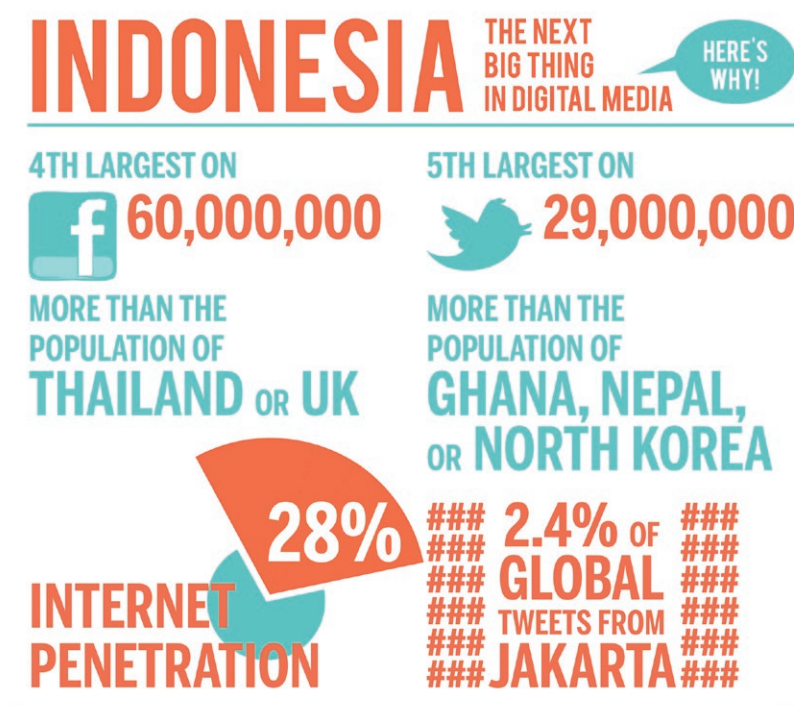 INDONESIA
THE NEXT
BIG THING
IN DIGITAL MEDIA
HERE'S
WHY!
4TH LARGEST ON
f 60,000,000
MORE THAN THE
POPULATION OF
THAILAND OR UK
5TH LARGEST ON
29,000,000
MORE THAN THE
POPULATION OF
GHANA, NEPAL,
OR NORTH KOREA
28%
INTERNET
PENETRATION
### 2.4% OF ###
###
###
### GLOBAL ###
### TWEETS FROM ###
###
###
### JAKARTA ###